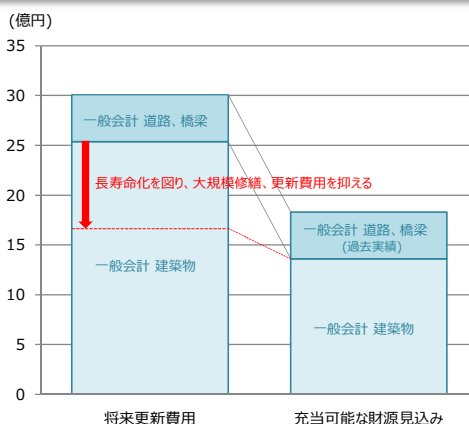 (億円)
35
30
25
20
15
10
5
0
一般会計 道路、橋梁
長寿命化を図り、大規模修繕、更新費用を抑える
一般会計 建築物
一般会計 道路、橋梁
(過去実績)
一般会計 建築物
将来更新費用
充当可能な財源見込み